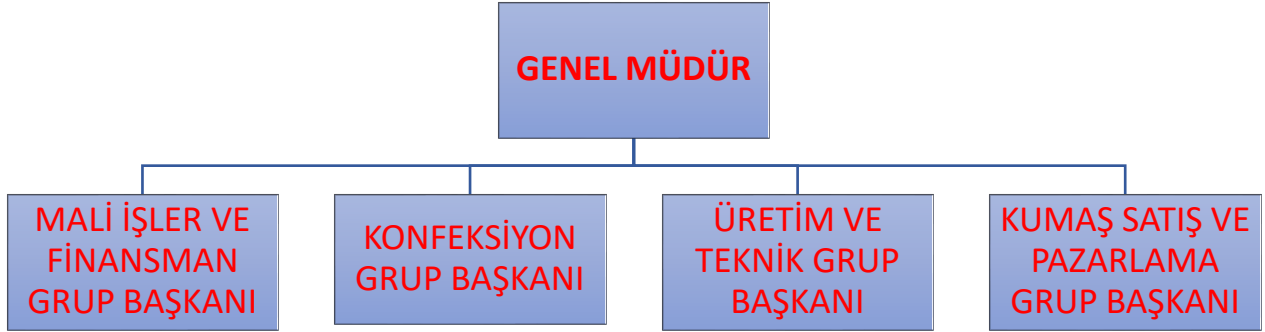 GENEL MÜDÜR
MALİ İŞLER VE
FİNANSMAN
GRUP BAŞKANI
KONFEKSİYON
GRUP BAŞKANI
ÜRETİM VE
TEKNİK GRUP
BAŞKANI
KUMAŞ SATIŞ VE
PAZARLAMA
GRUP BAŞKANI